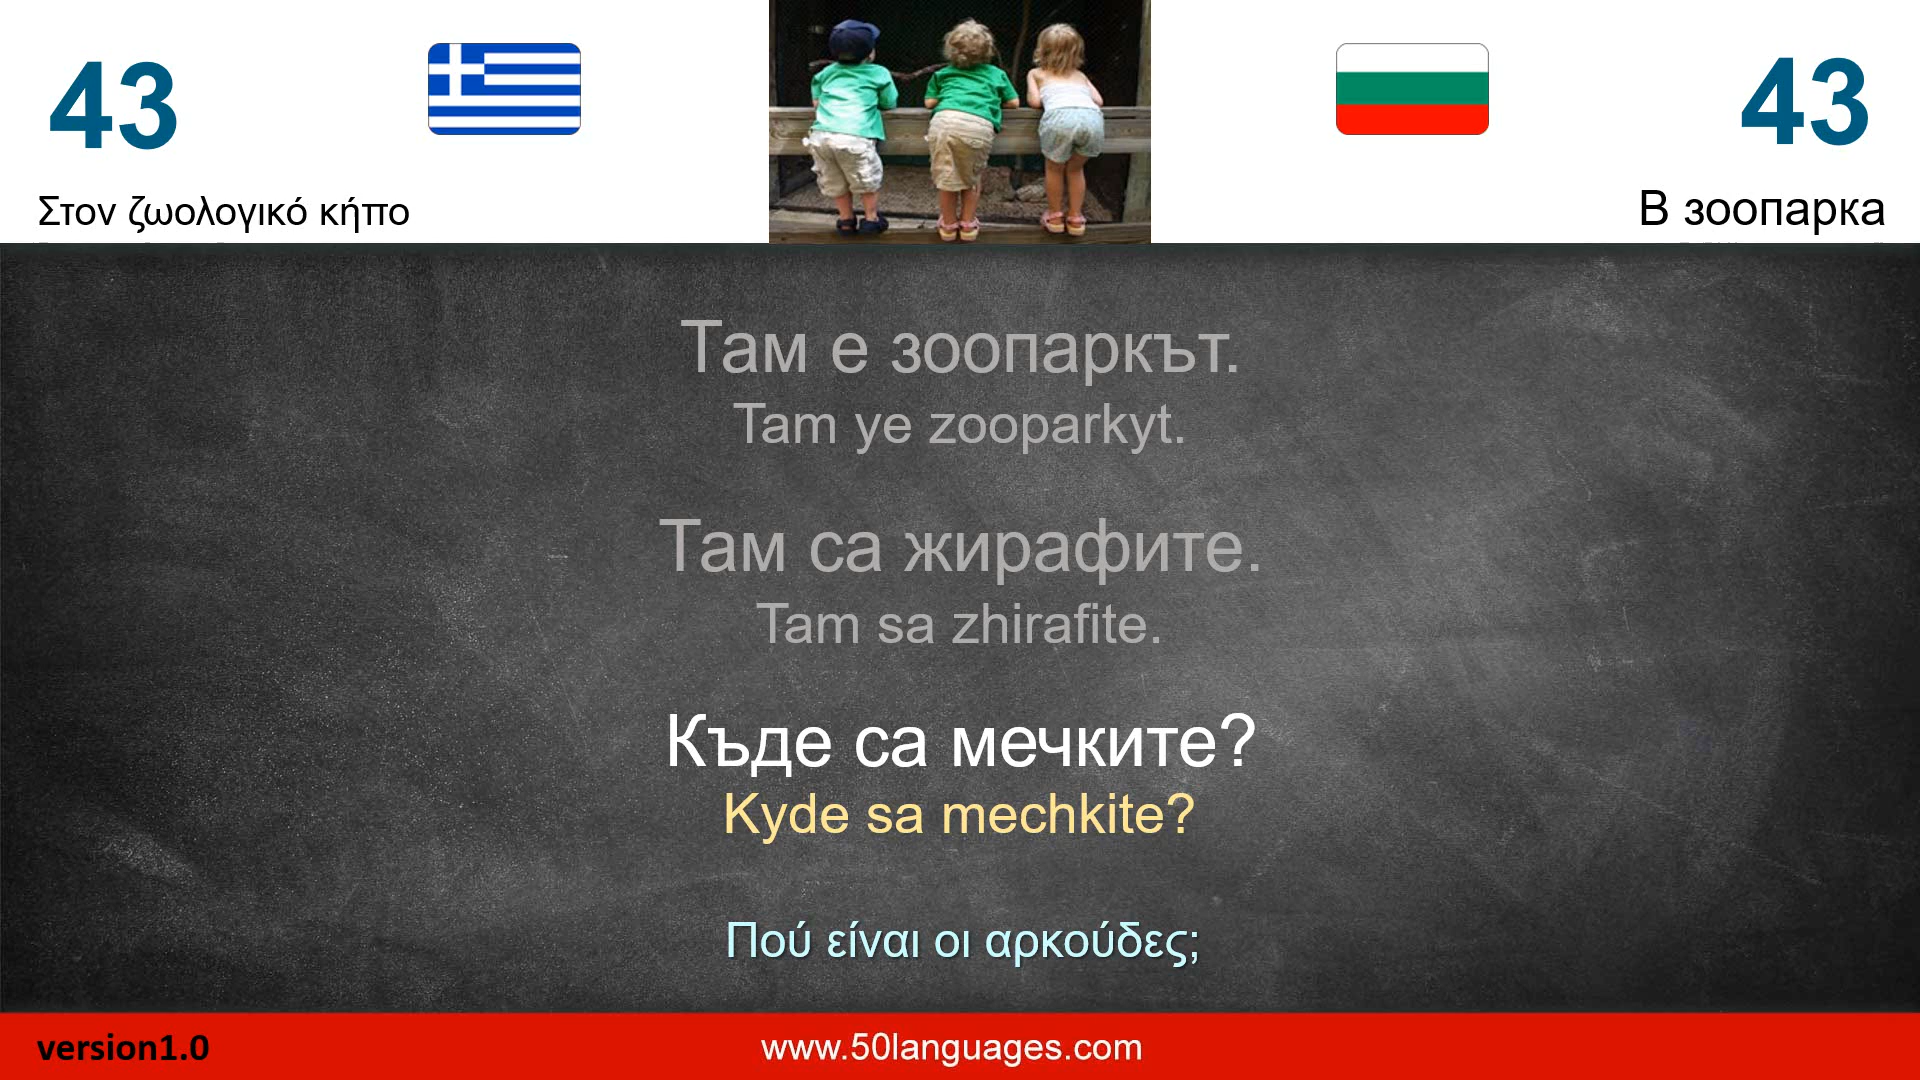 43
43
Στον ζωολογικό κήπο
В зоопарка
Там е зоопаркът.
Tam ye zooparkyt.
Там са жирафите.
Tam sa zhirafite.
Къде са мечките?
Kyde sa mechkite?
Πού είναι οι αρκούδες;
version1.0
www.50languages.com